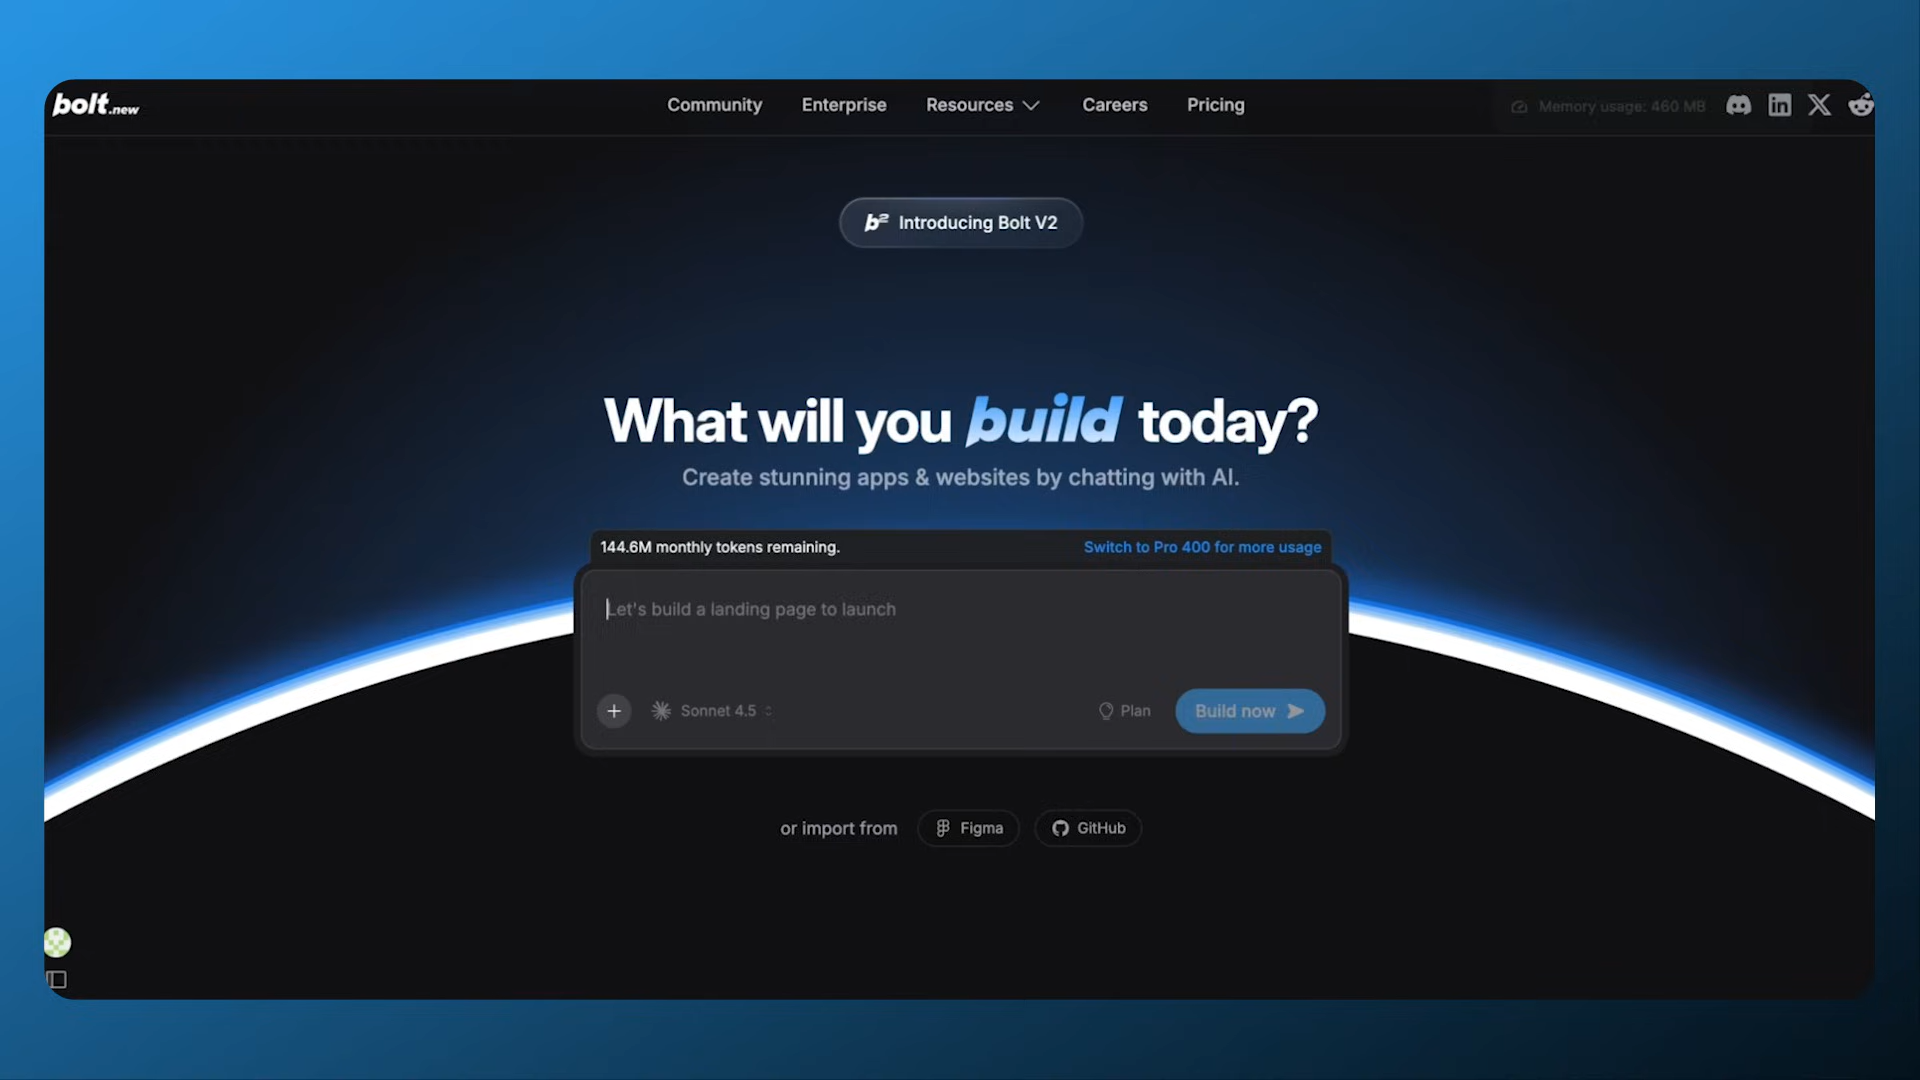 bolt.new
Community Enterprise Resources Careers Pricing
Memory usage: 460 MB
b² Introducing Bolt V2
What will you build today?
Create stunning apps & websites by chatting with AI.
144.6M monthly tokens remaining.
Switch to Pro 400 for more usage
Let's build a landing page to launch
Sonnet 4.5
Plan
Build now
or import from Figma GitHub